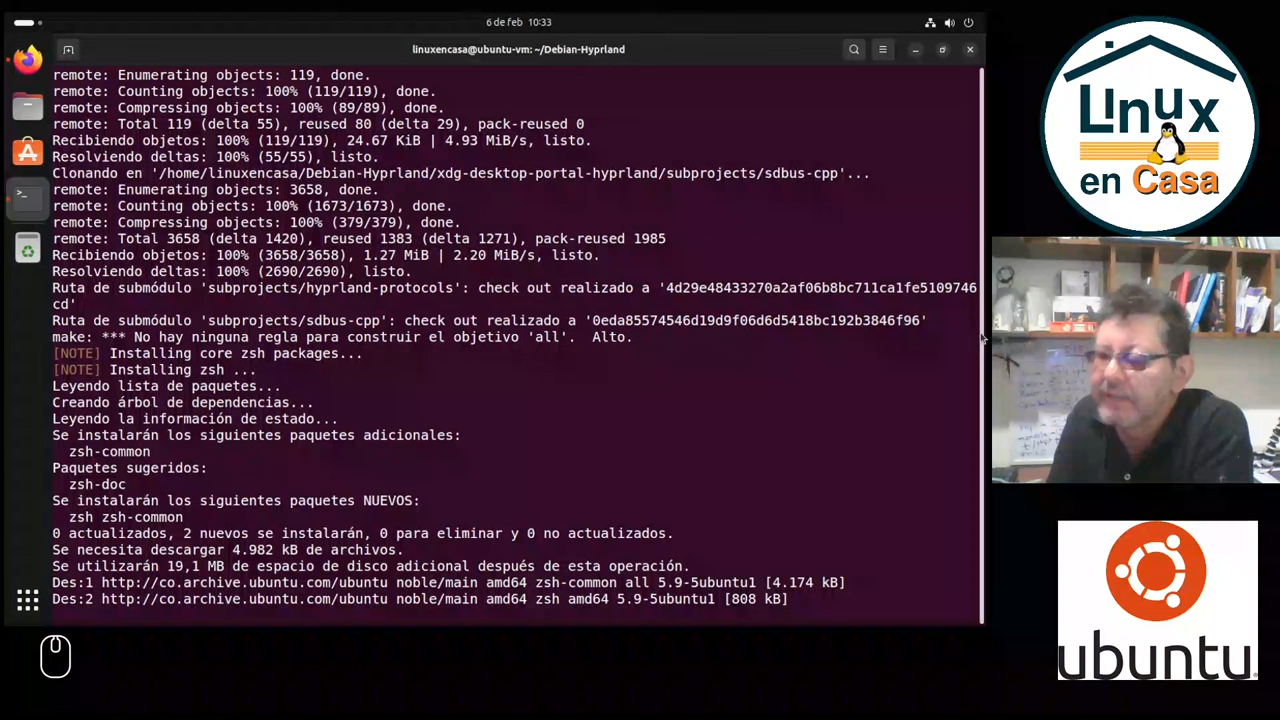 6 de feb 10:33
linuxencasa@ubuntu-vm: ~/Debian-Hyprland
remote: Enumerating objects: 119, done.
remote: Counting objects: 100% (119/119), done.
remote: Compressing objects: 100% (89/89), done.
remote: Total 119 (delta 55), reused 80 (delta 29), pack-reused 0
Recibiendo objetos: 100% (119/119), 24.67 KiB | 4.93 MiB/s, listo.
Resolviendo deltas: 100% (55/55), listo.
Clonando en '/home/linuxencasa/Debian-Hyprland/xdg-desktop-portal-hyprland/subprojects/sdbus-cpp'...
remote: Enumerating objects: 3658, done.
remote: Counting objects: 100% (1673/1673), done.
remote: Compressing objects: 100% (379/379), done.
remote: Total 3658 (delta 1420), reused 1383 (delta 1271), pack-reused 1985
Recibiendo objetos: 100% (3658/3658), 1.27 MiB | 2.20 MiB/s, listo.
Resolviendo deltas: 100% (2690/2690), listo.
Ruta de submódulo 'subprojects/hyprland-protocols': check out realizado a '4d29e48433270a2af06b8bc711ca1fe5109746
cd'
Ruta de submódulo 'subprojects/sdbus-cpp': check out realizado a '0eda85574546d19d9f06d6d5418bc192b3846f96'
make: *** No hay ninguna regla para construir el objetivo 'all'.  Alto.
[NOTE] Installing core zsh packages...
[NOTE] Installing zsh ...
Leyendo lista de paquetes...
Creando árbol de dependencias...
Leyendo la información de estado...
Se instalarán los siguientes paquetes adicionales:
zsh-common
Paquetes sugeridos:
zsh-doc
Se instalarán los siguientes paquetes NUEVOS:
zsh zsh-common
0 actualizados, 2 nuevos se instalarán, 0 para eliminar y 0 no actualizados.
Se necesita descargar 4.982 kB de archivos.
Se utilizarán 19,1 MB de espacio de disco adicional después de esta operación.
Des:1 http://co.archive.ubuntu.com/ubuntu noble/main amd64 zsh-common all 5.9-5ubuntu1 [4.174 kB]
Des:2 http://co.archive.ubuntu.com/ubuntu noble/main amd64 zsh amd64 5.9-5ubuntu1 [808 kB]
Linux
en Casa
ubuntu